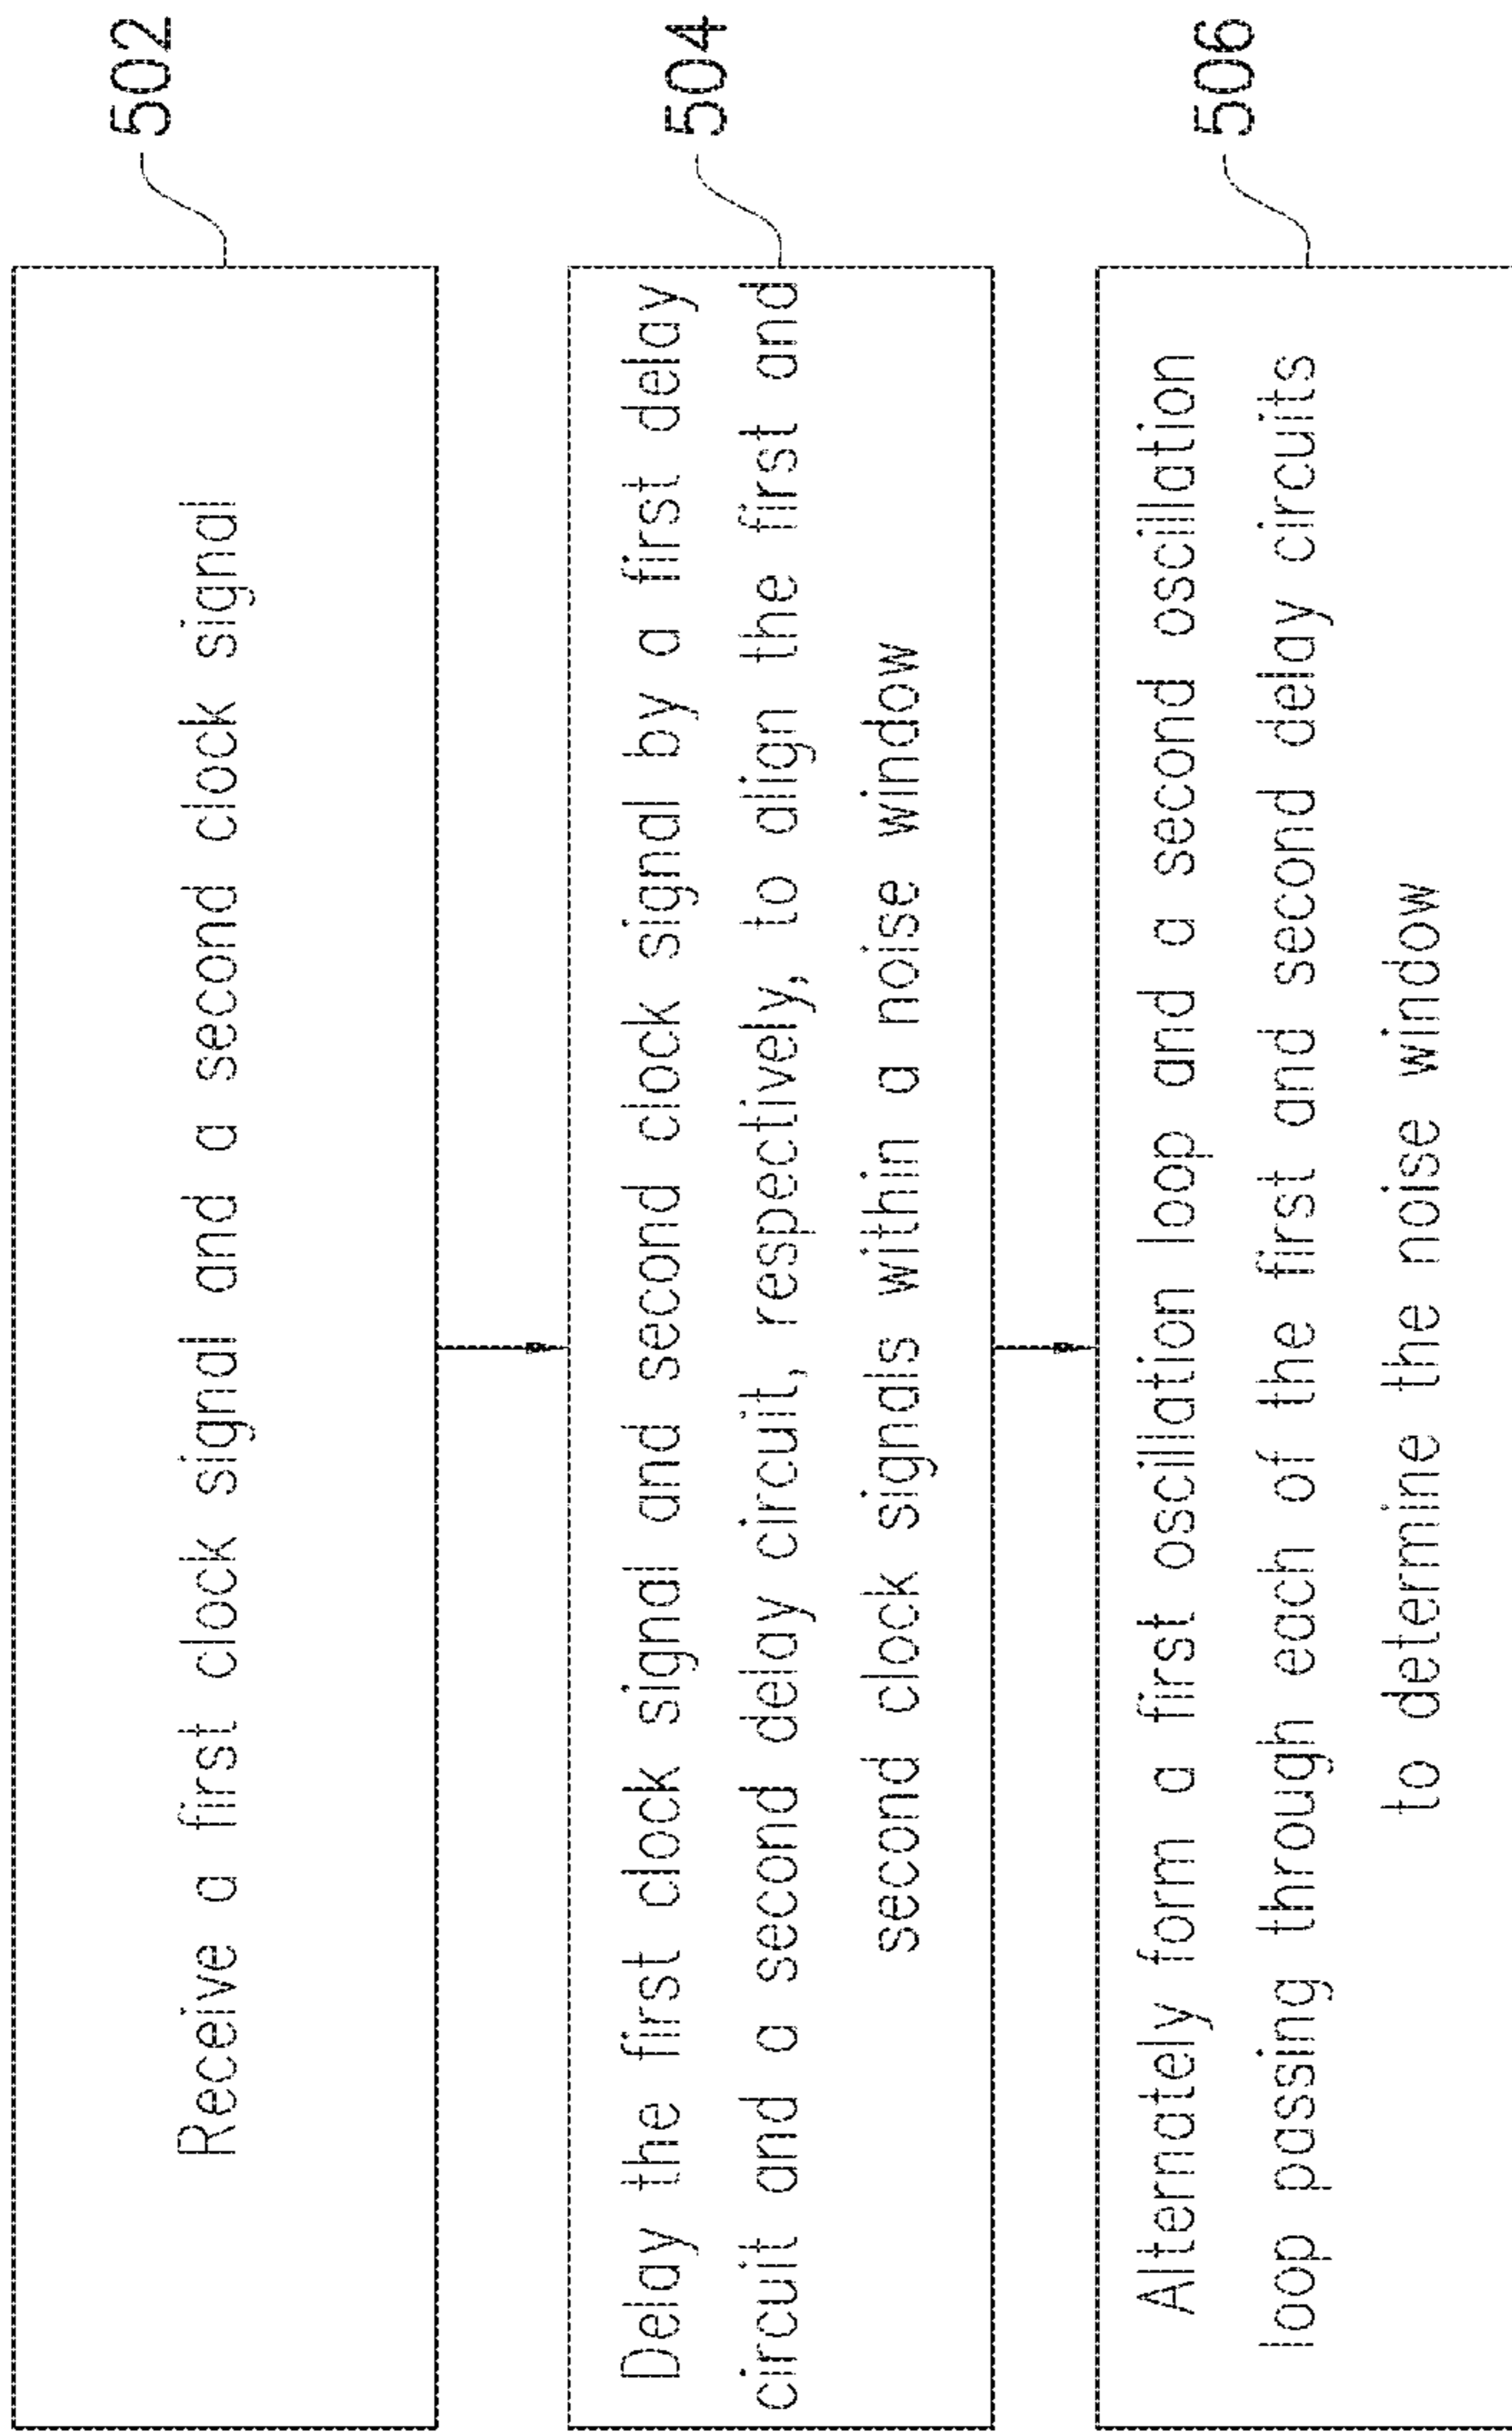 Receive a first clock signal and a second clock signal
502
Delay the first clock signal and second clock signal by a first delay
circuit and a second delay circuit, respectively, to align the first and
second clock signals within a noise window
504
Alternately form a first oscillation loop and a second oscillation
loop passing through each of the first and second delay circuits
to determine the noise window
506